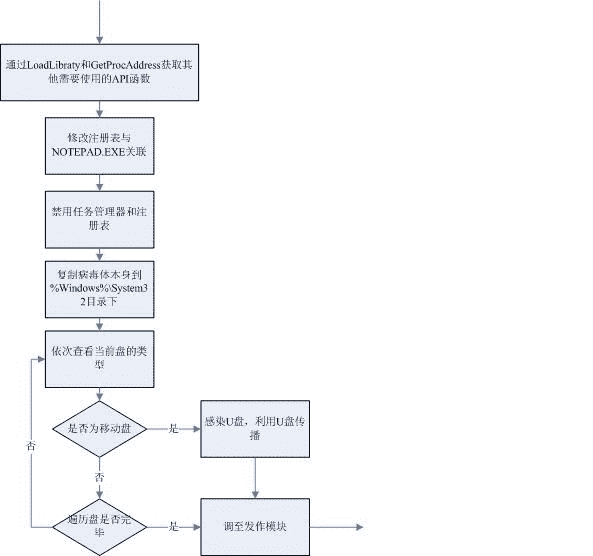 通过LoadLibraty和GetProcAddress获取其
他需要使用的API函数
修改注册表与
NOTEPAD.EXE关联
禁用任务管理器和注
册表
复制病毒体本身到
%Windows%\System3
2目录下
依次查看当前盘的类
型
是否为移动盘
是
感染U盘，利用U盘传
播
否
否
遍历盘是否完
毕
是
调至发作模块